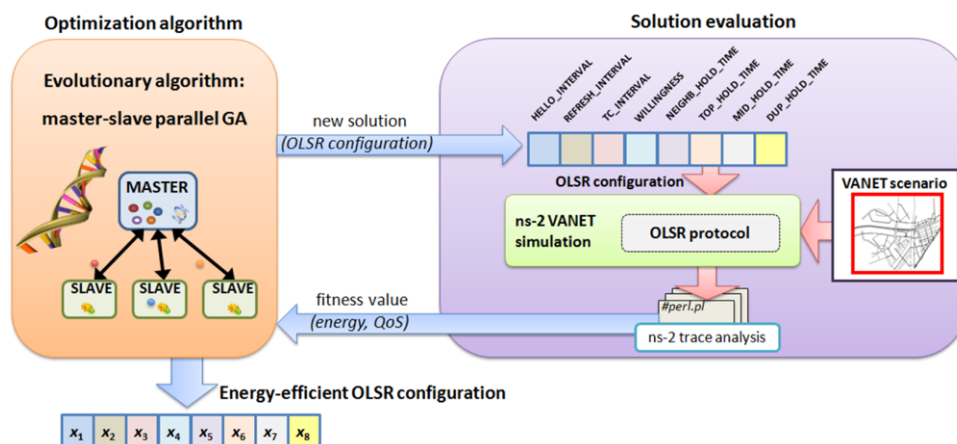 Optimization algorithm
Solution evaluation
Evolutionary algorithm:
master-slave parallel GA
MASTER
SLAVE SLAVE SLAVE
new solution
(OLSR configuration)
HELLO_INTERVAL
REFRESH_INTERVAL
TC_INTERVAL
WILLINGNESS
NEIGHB_HOLD_TIME
TOP_HOLD_TIME
MID_HOLD_TIME
DUP_HOLD_TIME
OLSR configuration
VANET scenario
ns-2 VANET
simulation
OLSR protocol
fitness value
(energy, QoS)
#perl.pl
ns-2 trace analysis
Energy-efficient OLSR configuration
x1 x2 x3 x4 x5 x6 x7 x8